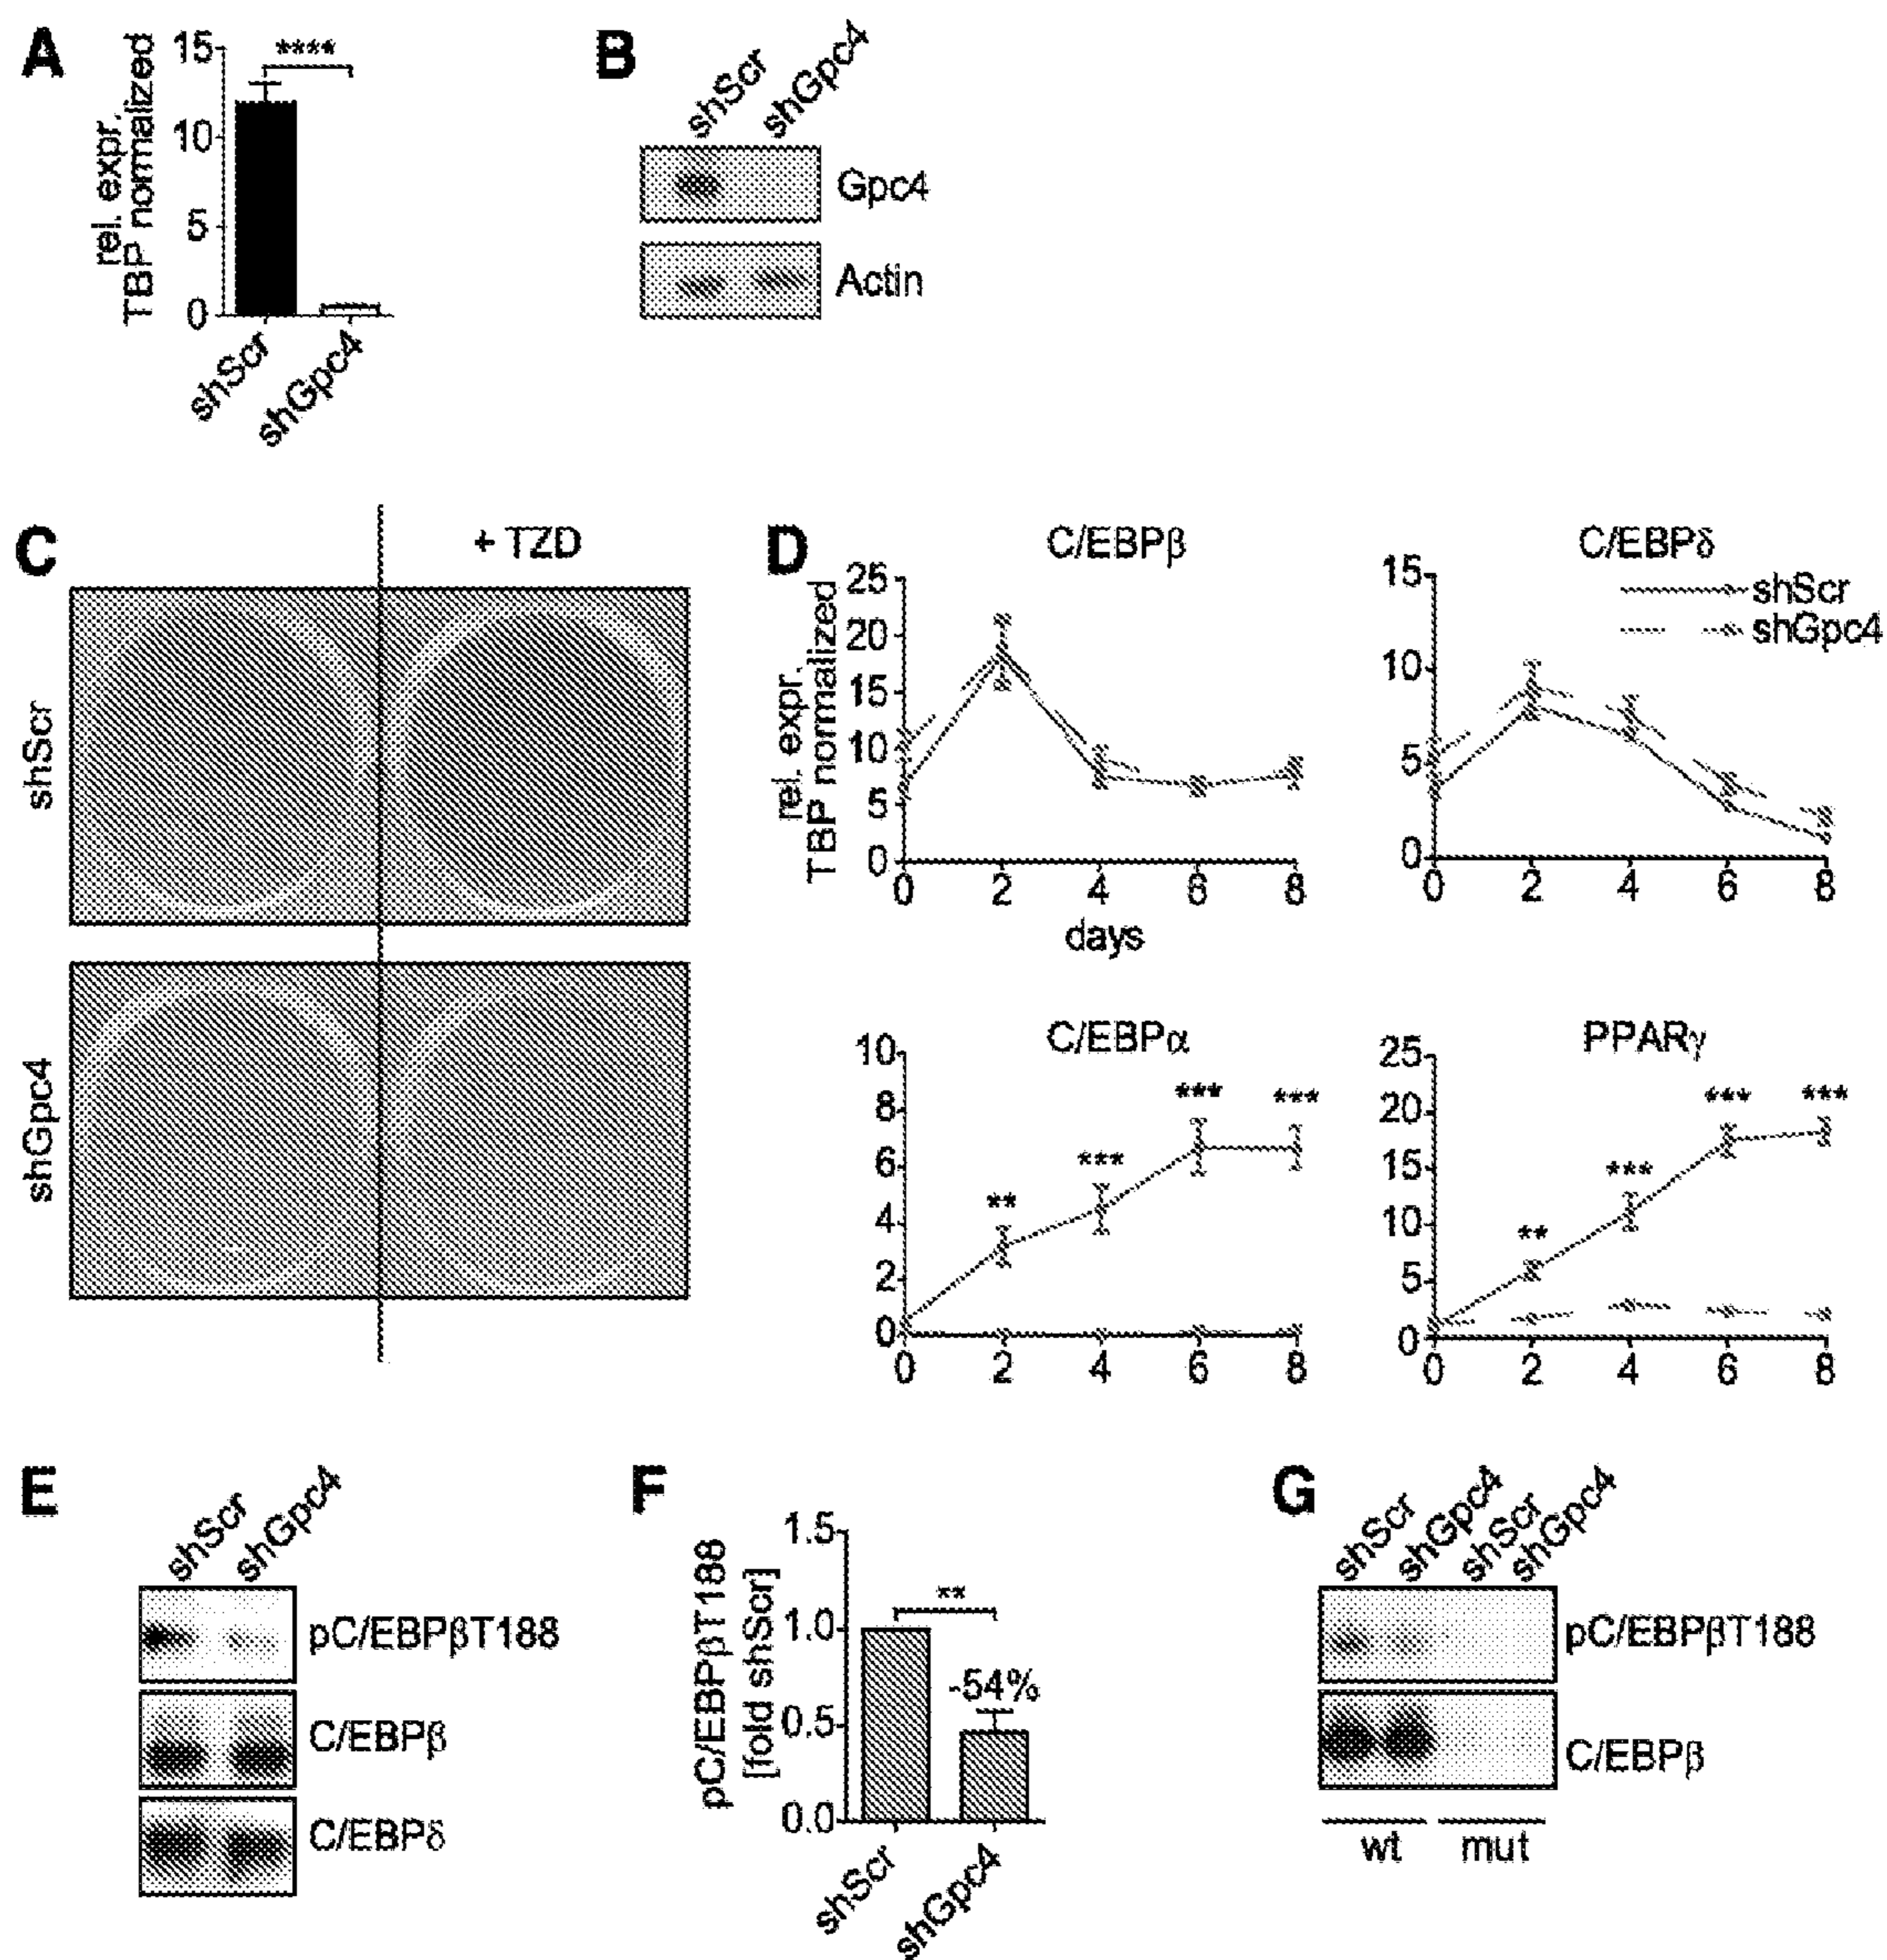 A
rel. expr.
TBP normalized
15
10
5
0
****
shScr
shGpc4
B
shScr
shGpc4
Gpc4
Actin
C
+ TZD
shScr
shGpc4
D
rel. expr.
TBP normalized
C/EBPβ
25
20
15
10
5
0
0 2 4 6 8
days
C/EBPδ
shScr
shGpc4
15
10
5
0
0 2 4 6 8
C/EBPα
10
8
6
4
2
0
** *** *** ***
0 2 4 6 8
PPARγ
25
20
15
10
5
0
** *** *** ***
0 2 4 6 8
E
shScr
shGpc4
pC/EBPβT188
C/EBPβ
C/EBPδ
F
pC/EBPβT188
[fold shScr]
1.5
1.0
0.5
0.0
**
-54%
shScr
shGpc4
G
shScr
shGpc4
shScr
shGpc4
pC/EBPβT188
C/EBPβ
wt mut